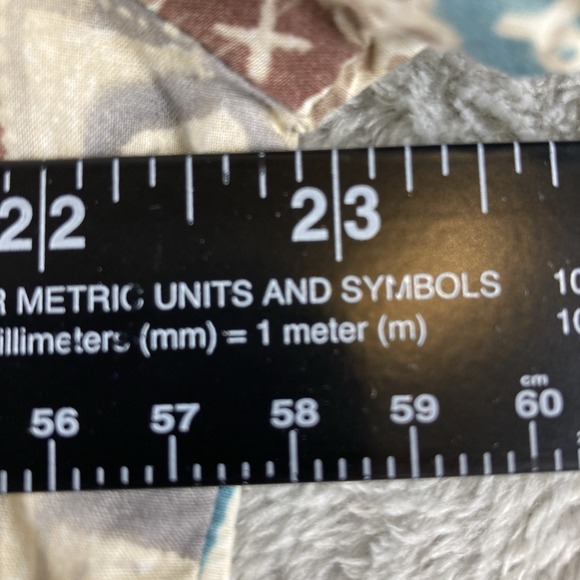 22 23
R METRIC UNITS AND SYMBOLS 10
illimeters (mm) = 1 meter (m) 10
cm
56 57 58 59 60